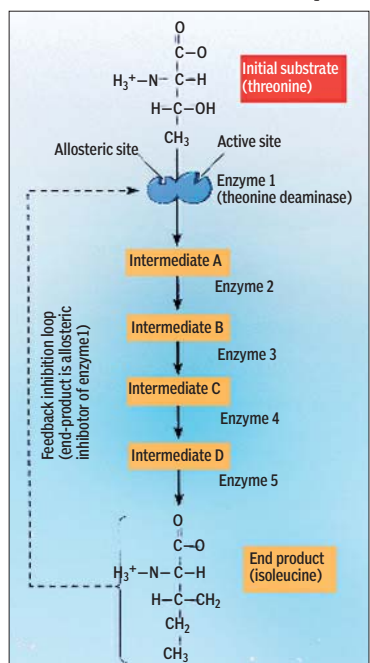 O
C–O
H₃⁺–N–C–H
H–C–OH
CH₃
Initial substrate
(threonine)
Allosteric site
Active site
Enzyme 1
(theonine deaminase)
Intermediate A
Enzyme 2
Intermediate B
Enzyme 3
Intermediate C
Enzyme 4
Intermediate D
Enzyme 5
Feedback inhibition loop
(end-product is allosteric
inhibotor of enzyme1)
O
C–O
H₃⁺–N–C–H
H–C–CH₂
CH₂
CH₃
End product
(isoleucine)